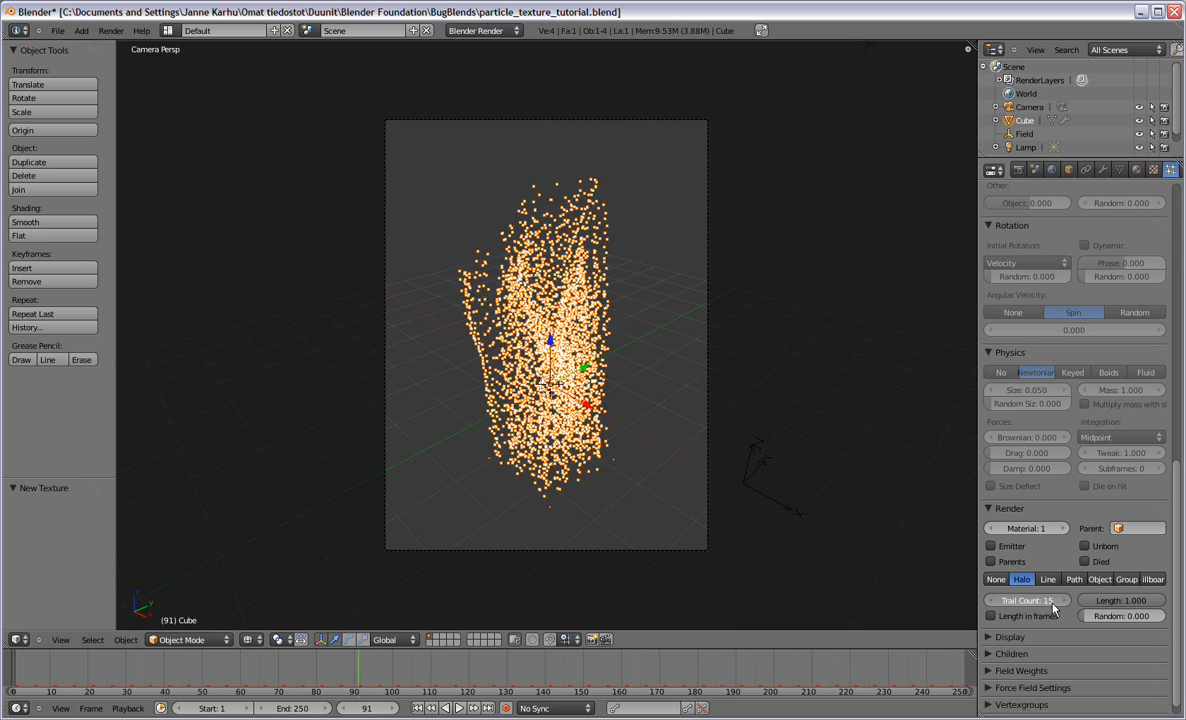 Blender* [C:\Documents and Settings\Janne Karhu\Omat tiedostot\Duunit\Blender Foundation\BugBlends\particle_texture_tutorial.blend]
File Add Render Help Default Scene Blender Render Ve:4 | Fa:1 | Ob:1-4 | La:1 | Mem:9.53M (3.88M) | Cube
Object Tools
Transform:
Translate
Rotate
Scale
Origin
Object:
Duplicate
Delete
Join
Shading:
Smooth
Flat
Keyframes:
Insert
Remove
Repeat:
Repeat Last
History...
Grease Pencil:
Draw Line Erase
New Texture
Camera Persp
(91) Cube
Z
Y
X
View Select Object Object Mode Global
0 10 20 30 40 50 60 70 80 90 100 110 120 130 140 150 160 170 180 190 200 210 220 230 240 250
View Frame Playback Start: 1 End: 250 91 No Sync
View Search All Scenes
Scene
RenderLayers
World
Camera
Cube
Field
Lamp
Other:
Object: 0.000 Random: 0.000
Rotation
Initial Rotation: Dynamic
Velocity Phase: 0.000
Random: 0.000 Random: 0.000
Angular Velocity:
None Spin Random
0.000
Physics
No Newtonian Keyed Boids Fluid
Size: 0.050 Mass: 1.000
Random Siz: 0.000 Multiply mass with si
Forces: Integration:
Brownian: 0.000 Midpoint
Drag: 0.000 Tweak: 1.000
Damp: 0.000 Subframes: 0
Size Deflect Die on hit
Render
Material: 1 Parent:
Emitter Unborn
Parents Died
None Halo Line Path Object Group illboar
Trail Count: 15 Length: 1.000
Length in frames Random: 0.000
Display
Children
Field Weights
Force Field Settings
Vertexgroups